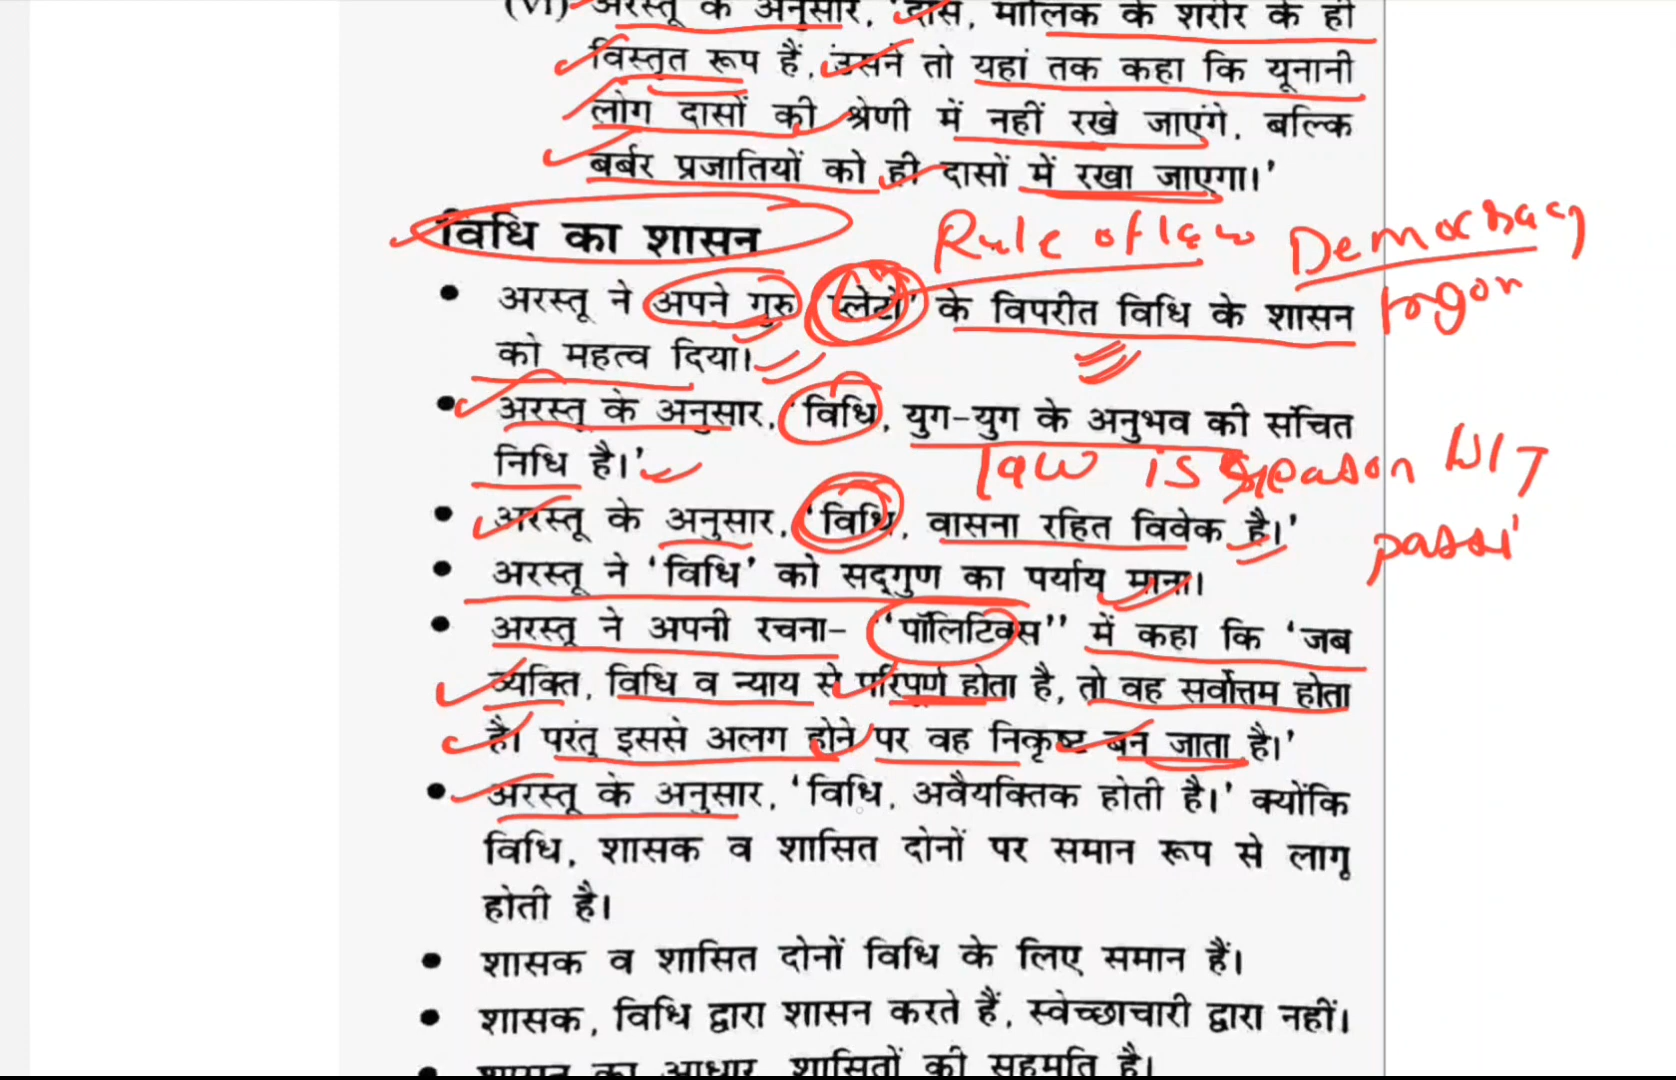 (vi) अरस्तू के अनुसार, 'दास, मालिक के शरीर के ही
विस्तृत रूप हैं, उसने तो यहां तक कहा कि यूनानी
लोग दासों की श्रेणी में नहीं रखे जाएंगे, बल्कि
बर्बर प्रजातियों को ही दासों में रखा जाएगा।'
विधि का शासन
Rule of law
Democracy
• अरस्तू ने अपने गुरु 'प्लेटो' के विपरीत विधि के शासन
को महत्व दिया।
• अरस्तू के अनुसार, 'विधि, युग-युग के अनुभव की संचित
निधि है।'
law is reason
• अरस्तू के अनुसार, 'विधि, वासना रहित विवेक है।'
passi
• अरस्तू ने 'विधि' को सद्‌गुण का पर्याय माना।
• अरस्तू ने अपनी रचना- ''पॉलिटिक्स'' में कहा कि 'जब
व्यक्ति, विधि व न्याय से परिपूर्ण होता है, तो वह सर्वोत्तम होता
है। परंतु इससे अलग होने पर वह निकृष्ट बन जाता है।'
• अरस्तू के अनुसार, 'विधि, अवैयक्तिक होती है।' क्योंकि
विधि, शासक व शासित दोनों पर समान रूप से लागू
होती है।
• शासक व शासित दोनों विधि के लिए समान हैं।
• शासक, विधि द्वारा शासन करते हैं, स्वेच्छाचारी द्वारा नहीं।
• शासन का आधार, शासितों की सहमति है।